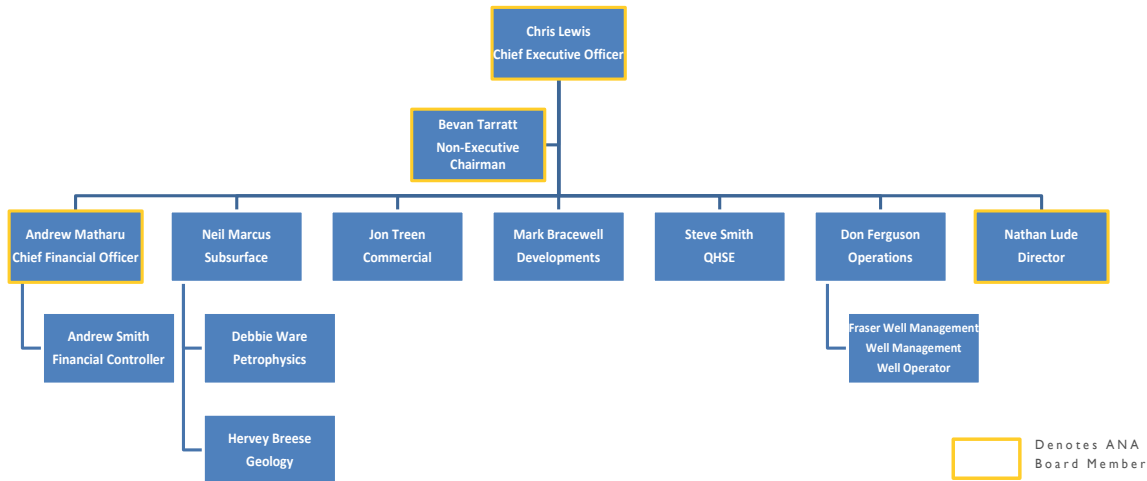 Chris Lewis
Chief Executive Officer
Bevan Tarratt
Non-Executive
Chairman
Andrew Matharu
Chief Financial Officer
Neil Marcus
Subsurface
Jon Treen
Commercial
Mark Bracewell
Developments
Steve Smith
QHSE
Don Ferguson
Operations
Nathan Lude
Director
Andrew Smith
Financial Controller
Debbie Ware
Petrophysics
Fraser Well Management
Well Management
Well Operator
Hervey Breese
Geology
Denotes ANA
Board Member